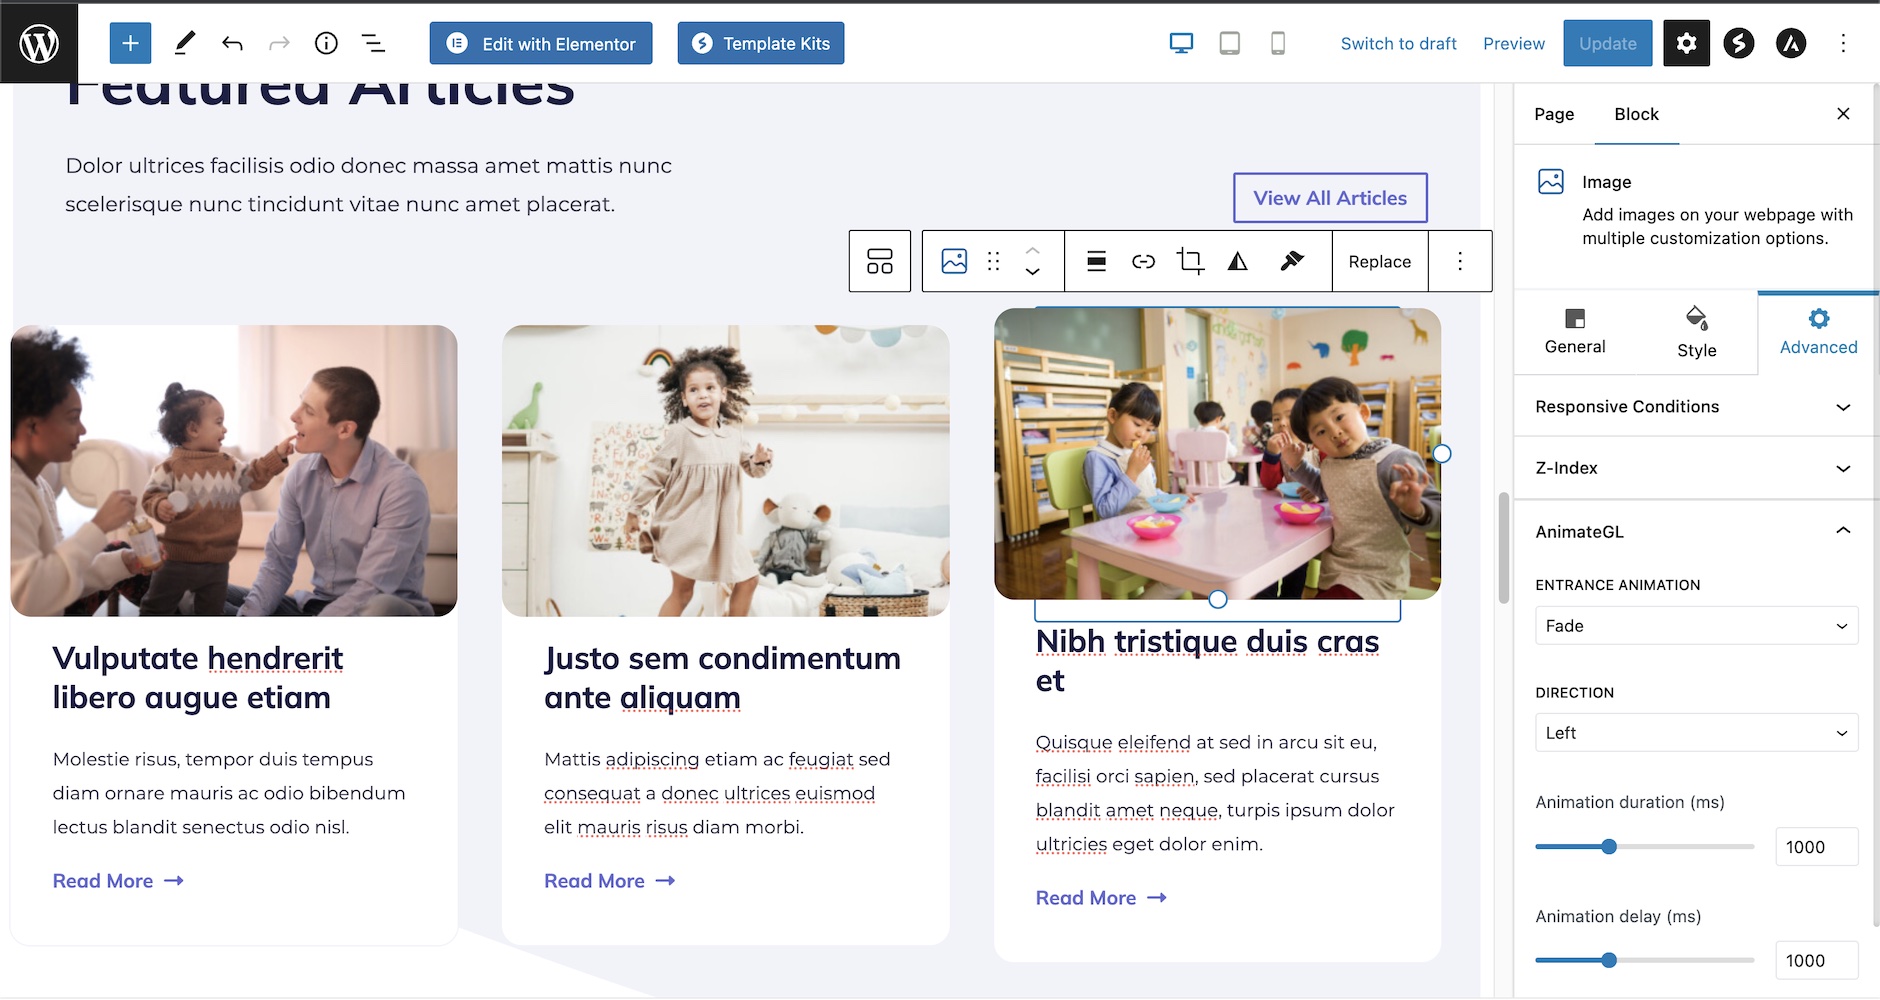 Edit with Elementor
Template Kits
Switch to draft
Preview
Update
Featured Articles
Dolor ultrices facilisis odio donec massa amet mattis nunc
scelerisque nunc tincidunt vitae nunc amet placerat.
View All Articles
Replace
Vulputate hendrerit
libero augue etiam
Molestie risus, tempor duis tempus
diam ornare mauris ac odio bibendum
lectus blandit senectus odio nisl.
Read More
Justo sem condimentum
ante aliquam
Mattis adipiscing etiam ac feugiat sed
consequat a donec ultrices euismod
elit mauris risus diam morbi.
Read More
Nibh tristique duis cras
et
Quisque eleifend at sed in arcu sit eu,
facilisi orci sapien, sed placerat cursus
blandit amet neque, turpis ipsum dolor
ultricies eget dolor enim.
Read More
Page
Block
Image
Add images on your webpage with
multiple customization options.
General
Style
Advanced
Responsive Conditions
Z-Index
AnimateGL
ENTRANCE ANIMATION
Fade
DIRECTION
Left
Animation duration (ms)
1000
Animation delay (ms)
1000